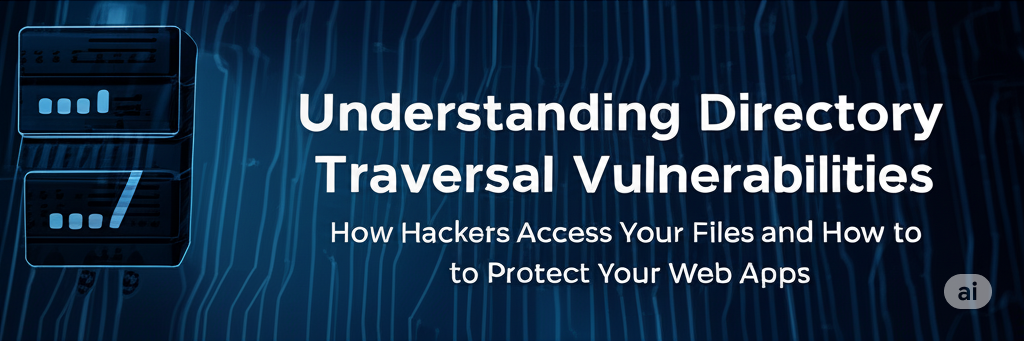 Understanding Directory
Traversal Vulnerabilities
How Hackers Access Your Files and How to
to Protect Your Web Apps
ai